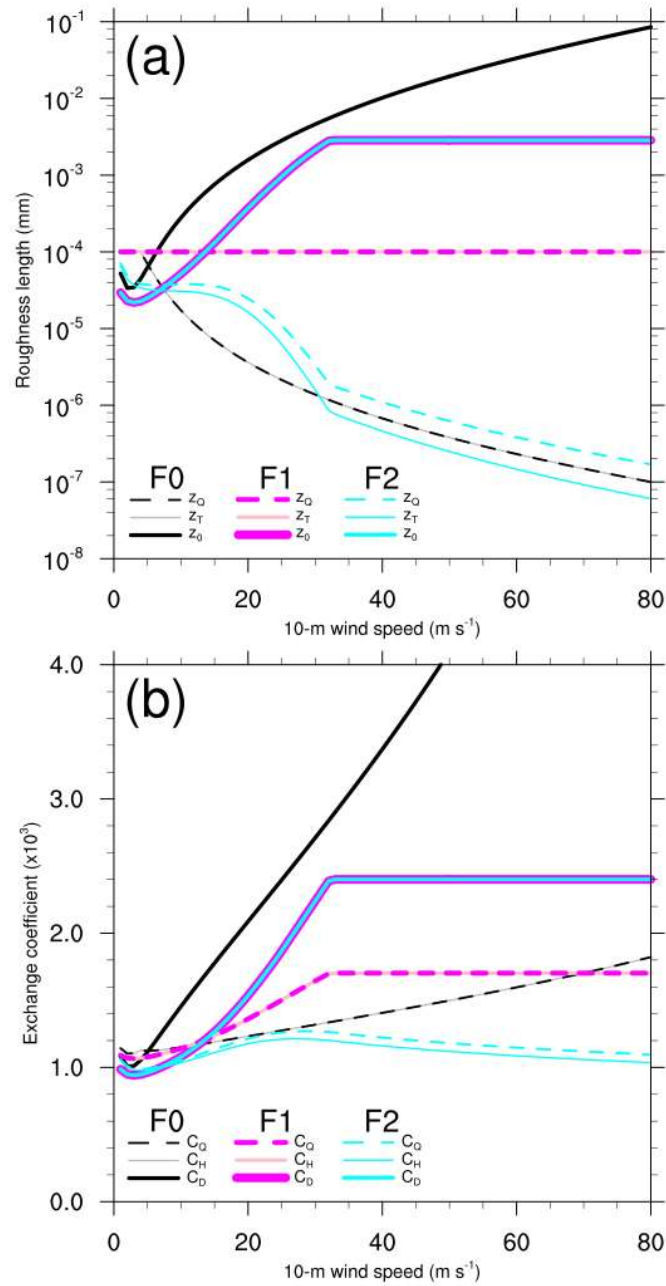 (a)
10⁻¹
10⁻²
10⁻³
10⁻⁴
10⁻⁵
10⁻⁶
10⁻⁷
10⁻⁸
Roughness length (mm)
F0 F1 F2
z_Q z_Q z_Q
z_T z_T z_T
z_0 z_0 z_0
0 20 40 60 80
10-m wind speed (m s⁻¹)
(b)
4.0
3.0
2.0
1.0
0.0
Exchange coefficient (x10³)
F0 F1 F2
C_Q C_Q C_Q
C_H C_H C_H
C_D C_D C_D
0 20 40 60 80
10-m wind speed (m s⁻¹)